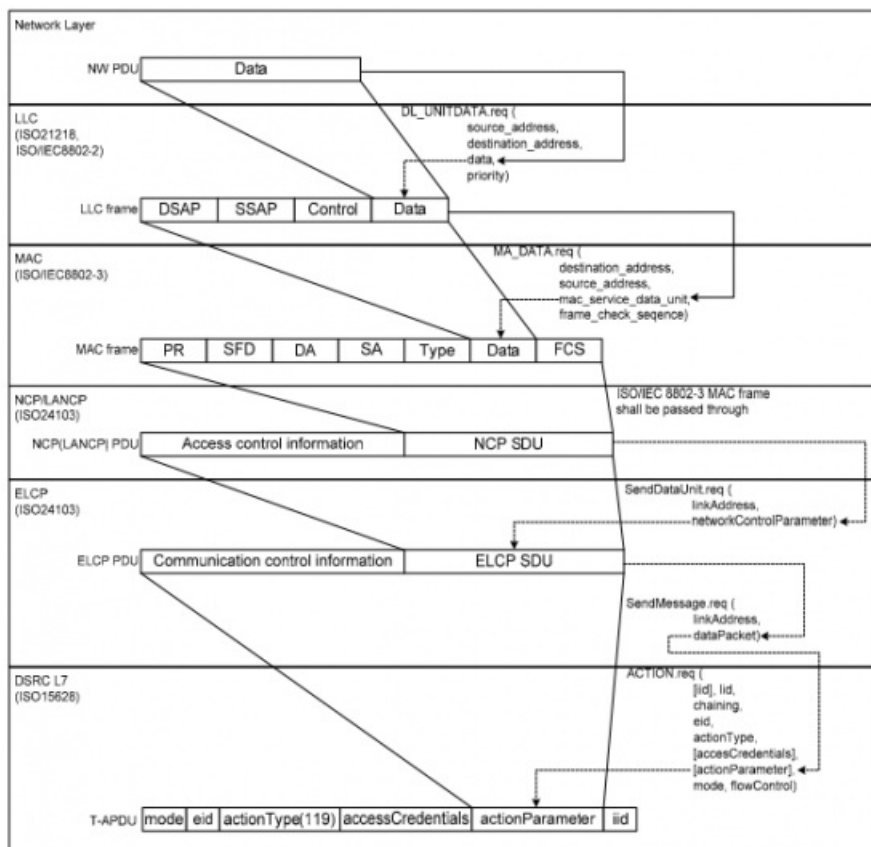 Network Layer
NW PDU
Data
LLC
(ISO21218,
ISO/IEC8802-2)
DL_UNITDATA.req (
source_address,
destination_address,
data,
priority)
LLC frame
DSAP
SSAP
Control
Data
MAC
(ISO/IEC8802-3)
MA_DATA.req (
destination_address,
source_address,
mac_service_data_unit,
frame_check_seqence)
MAC frame
PR
SFD
DA
SA
Type
Data
FCS
NCP/LANCP
(ISO24103)
ISO/IEC 8802-3 MAC frame
shall be passed through
NCP(LANCP) PDU
Access control information
NCP SDU
ELCP
(ISO24103)
SendDataUnit.req (
linkAddress,
networkControlParameter)
ELCP PDU
Communication control information
ELCP SDU
SendMessage.req (
linkAddress,
dataPacket)
DSRC L7
(ISO15628)
ACTION.req (
[iid], lid,
chaining,
eid,
actionType,
[accesCredentials],
[actionParameter],
mode, flowControl)
T-APDU
mode
eid
actionType(119)
accessCredentials
actionParameter
iid